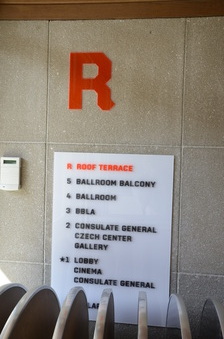 R
R ROOF TERRACE
5 BALLROOM BALCONY
4 BALLROOM
3 BBLA
2 CONSULATE GENERAL
CZECH CENTER
GALLERY
★1 LOBBY
CINEMA
CONSULATE GENERAL